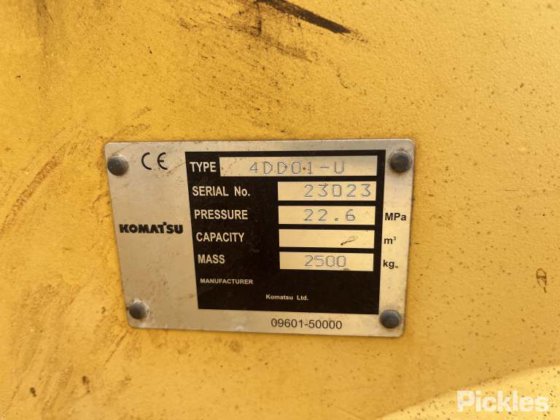 CE
TYPE 4DD01-U
SERIAL No. 23023
KOMATSU
PRESSURE 22.6 MPa
CAPACITY - m³
MASS 2500 kg
MANUFACTURER
Komatsu Ltd.
09601-50000
Pickles